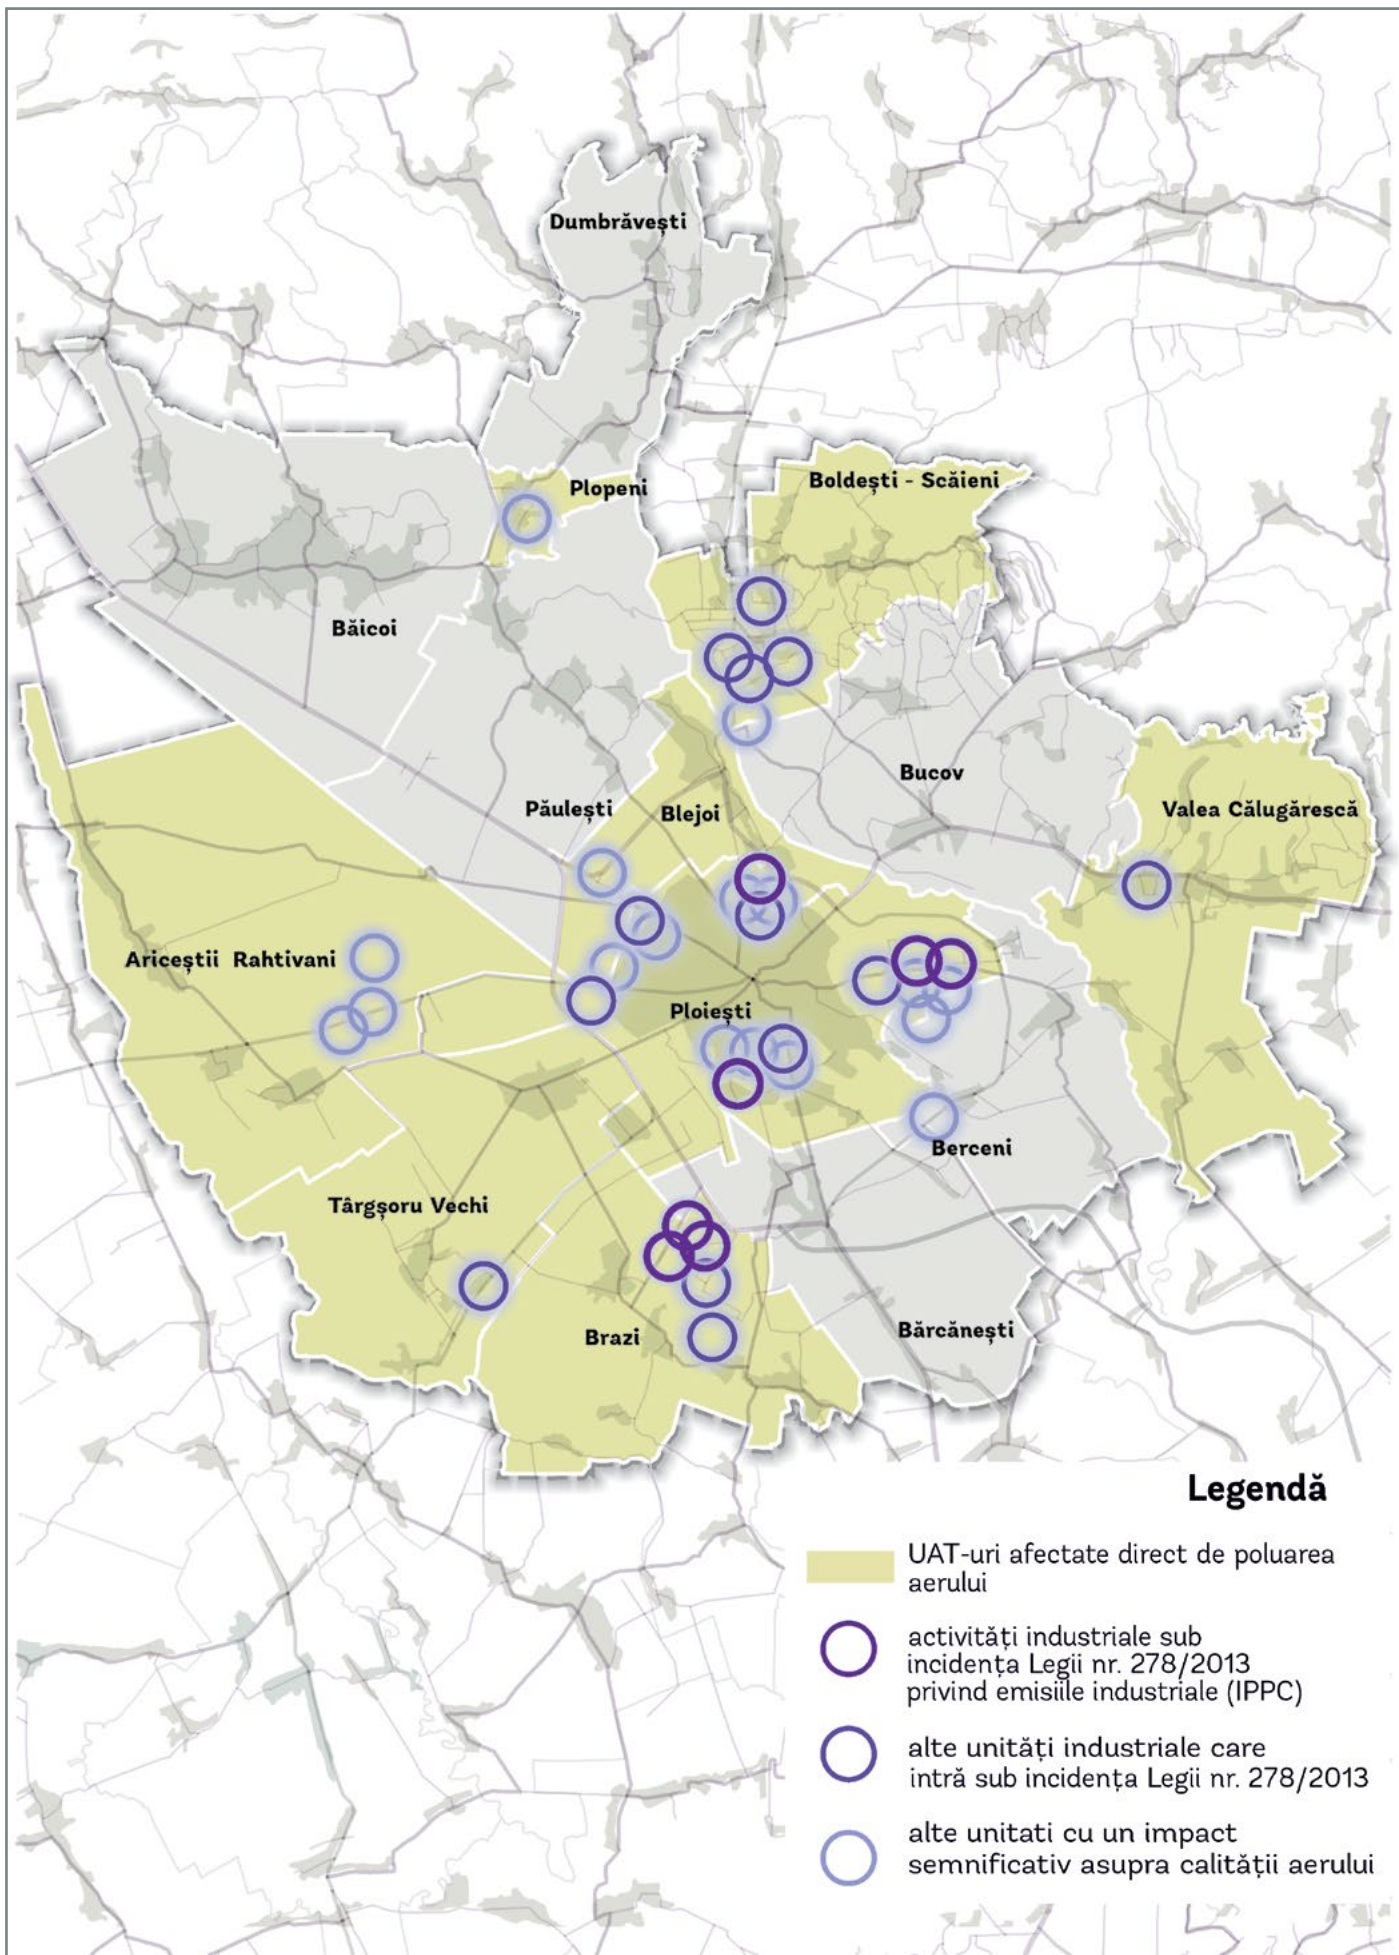 Dumbrăvești
Plopeni
Boldești - Scăieni
Băicoi
Bucov
Păulești
Blejoi
Valea Călugărescă
Ariceștii Rahtivani
Ploiești
Berceni
Târgșoru Vechi
Brazi
Bărcănești
Legendă
UAT-uri afectate direct de poluarea
aerului
activități industriale sub
incidența Legii nr. 278/2013
privind emisiile industriale (IPPC)
alte unități industriale care
intră sub incidența Legii nr. 278/2013
alte unitati cu un impact
semnificativ asupra calității aerului